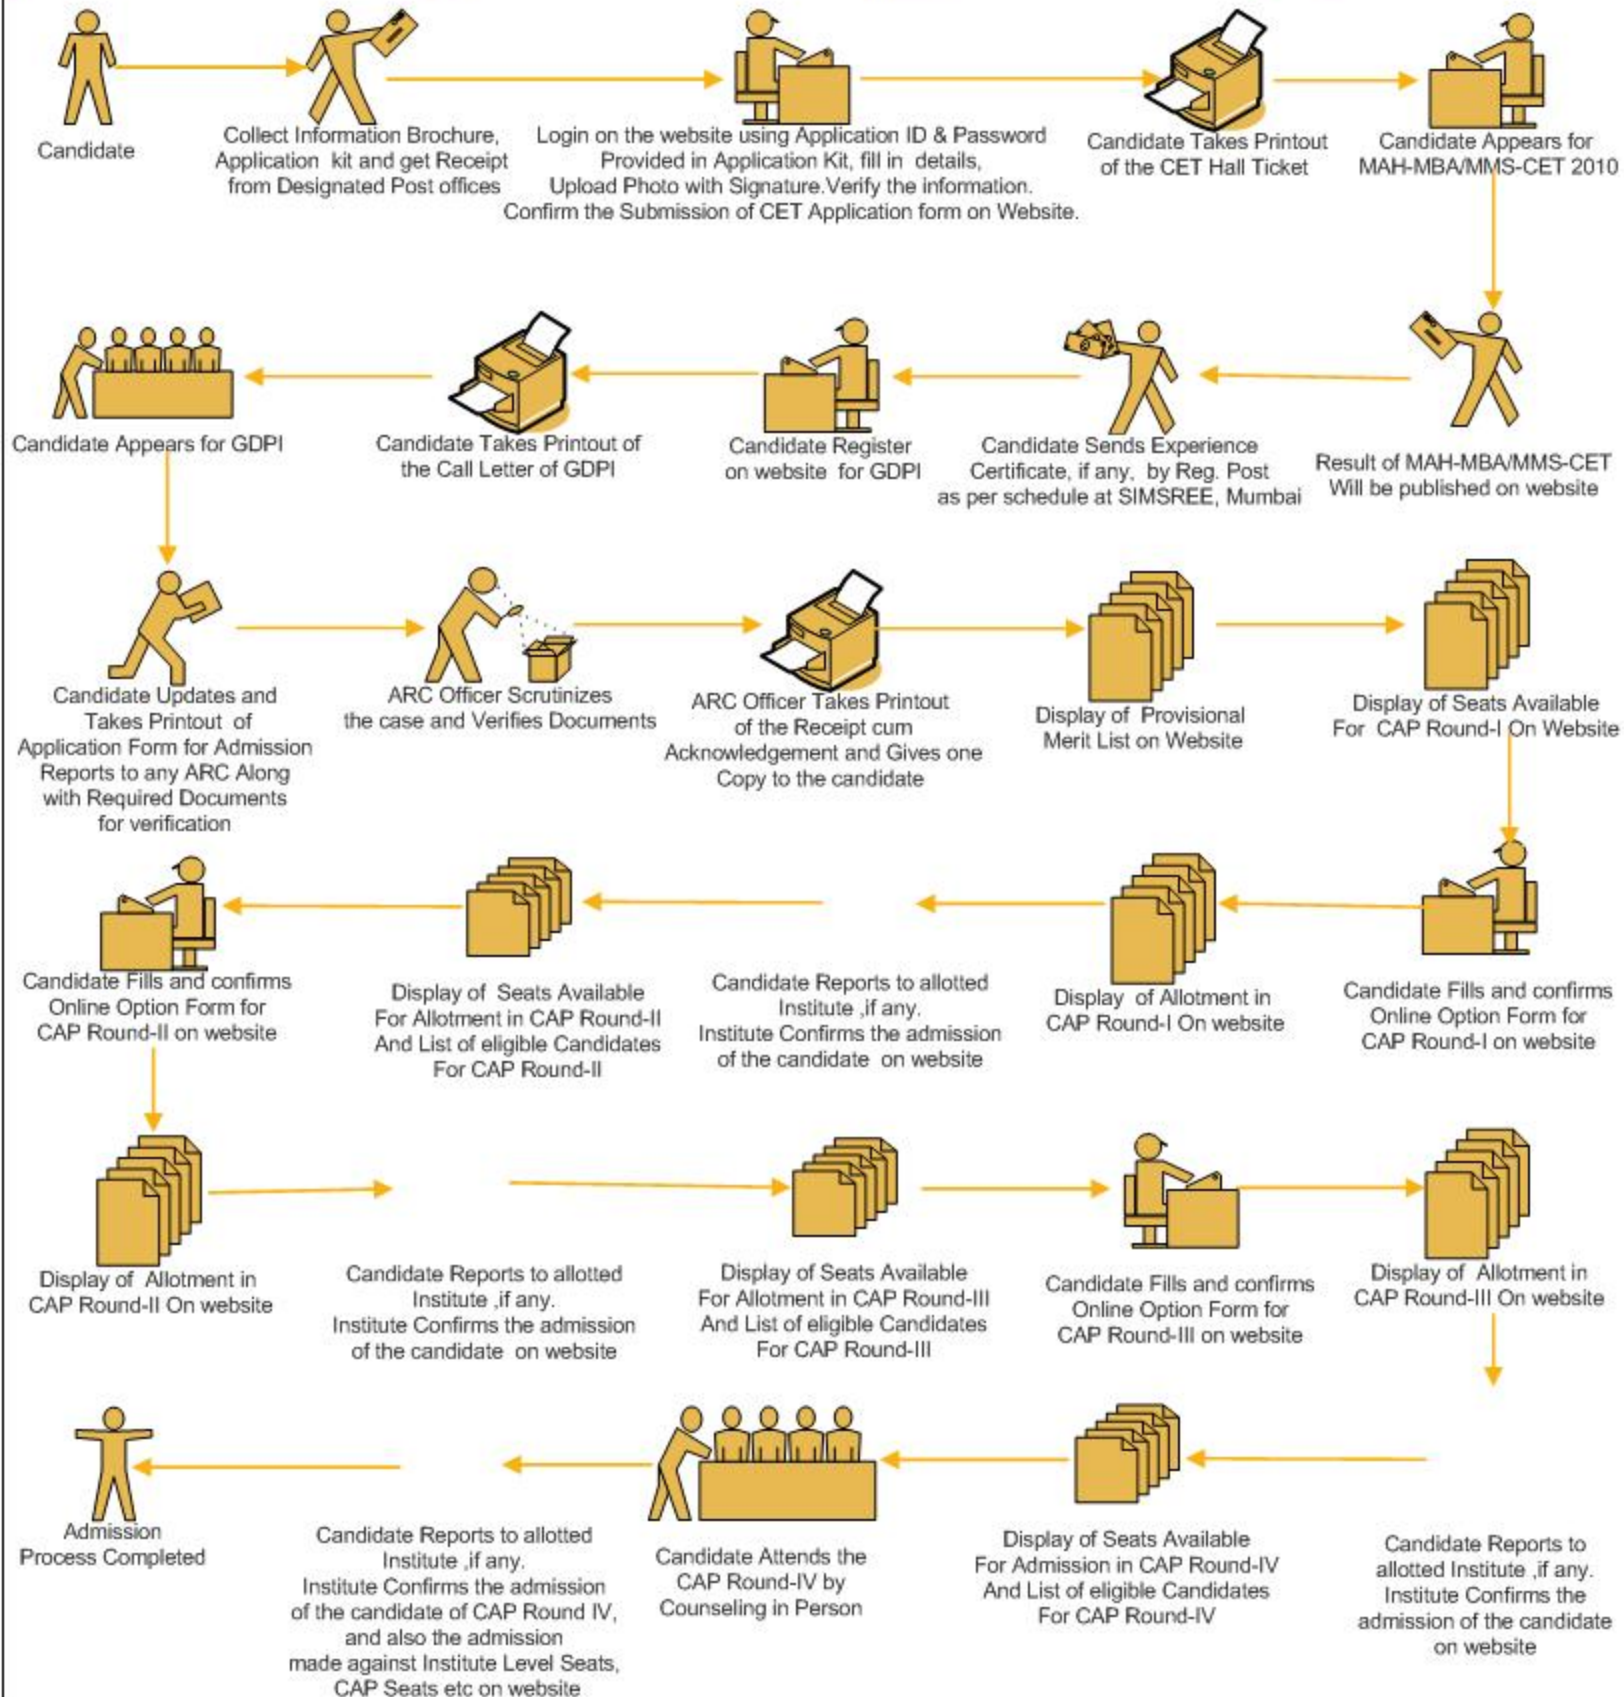 Candidate
Collect Information Brochure,
Application kit and get Receipt
from Designated Post offices
Login on the website using Application ID & Password
Provided in Application Kit, fill in details,
Upload Photo with Signature.Verify the information.
Confirm the Submission of CET Application form on Website.
Candidate Takes Printout
of the CET Hall Ticket
Candidate Appears for
MAH-MBA/MMS-CET 2010
Result of MAH-MBA/MMS-CET
Will be published on website
Candidate Sends Experience
Certificate, if any, by Reg. Post
as per schedule at SIMSREE, Mumbai
Candidate Register
on website for GDPI
Candidate Takes Printout of
the Call Letter of GDPI
Candidate Appears for GDPI
Candidate Updates and
Takes Printout of
Application Form for Admission
Reports to any ARC Along
with Required Documents
for verification
ARC Officer Scrutinizes
the case and Verifies Documents
ARC Officer Takes Printout
of the Receipt cum
Acknowledgement and Gives one
Copy to the candidate
Display of Provisional
Merit List on Website
Display of Seats Available
For CAP Round-I On Website
Candidate Fills and confirms
Online Option Form for
CAP Round-I on website
Display of Allotment in
CAP Round-I On website
Candidate Reports to allotted
Institute ,if any.
Institute Confirms the admission
of the candidate on website
Display of Seats Available
For Allotment in CAP Round-II
And List of eligible Candidates
For CAP Round-II
Candidate Fills and confirms
Online Option Form for
CAP Round-II on website
Display of Allotment in
CAP Round-II On website
Candidate Reports to allotted
Institute ,if any.
Institute Confirms the admission
of the candidate on website
Display of Seats Available
For Allotment in CAP Round-III
And List of eligible Candidates
For CAP Round-III
Candidate Fills and confirms
Online Option Form for
CAP Round-III on website
Display of Allotment in
CAP Round-III On website
Candidate Reports to
allotted Institute ,if any.
Institute Confirms the
admission of the candidate
on website
Display of Seats Available
For Admission in CAP Round-IV
And List of eligible Candidates
For CAP Round-IV
Candidate Attends the
CAP Round-IV by
Counseling in Person
Candidate Reports to allotted
Institute ,if any.
Institute Confirms the admission
of the candidate of CAP Round IV,
and also the admission
made against Institute Level Seats,
CAP Seats etc on website
Admission
Process Completed